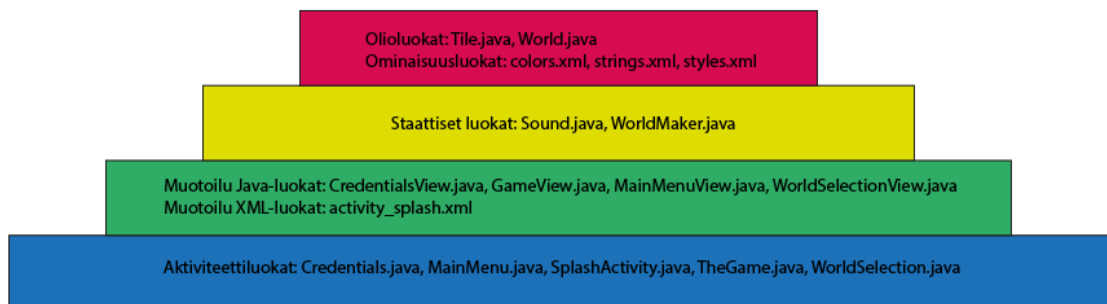 Olioluokat: Tile.java, World.java
Ominaisuusluokat: colors.xml, strings.xml, styles.xml
Staattiset luokat: Sound.java, WorldMaker.java
Muotoilu Java-luokat: CredentialsView.java, GameView.java, MainMenuView.java, WorldSelectionView.java
Muotoilu XML-luokat: activity_splash.xml
Aktiviteettiluokat: Credentials.java, MainMenu.java, SplashActivity.java, TheGame.java, WorldSelection.java